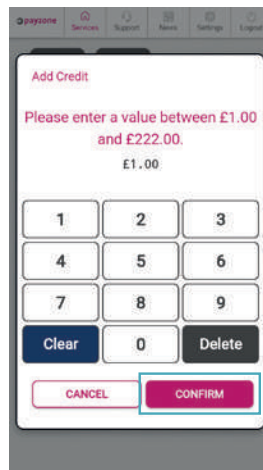 payzone Services Support News Settings Logout
Add Credit
Please enter a value between £1.00
and £222.00.
£1.00
1 2 3
4 5 6
7 8 9
Clear 0 Delete
CANCEL CONFIRM